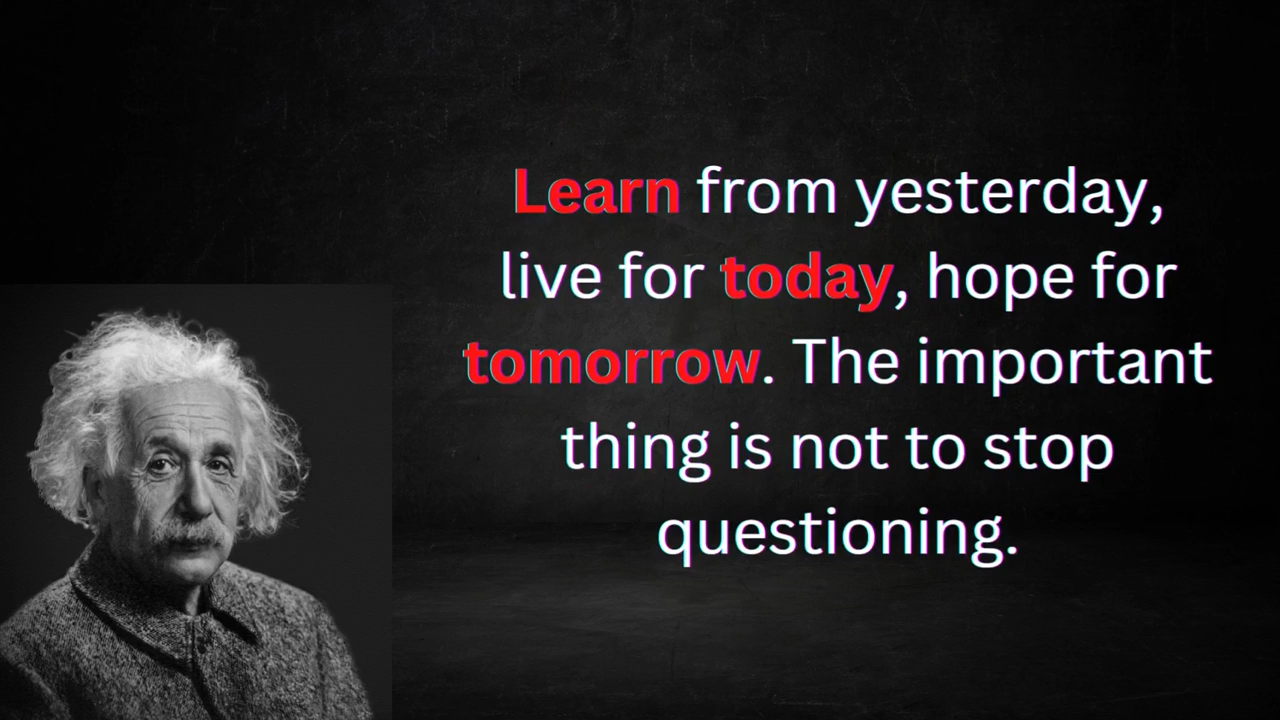 Learn from yesterday,
live for today, hope for
tomorrow. The important
thing is not to stop
questioning.